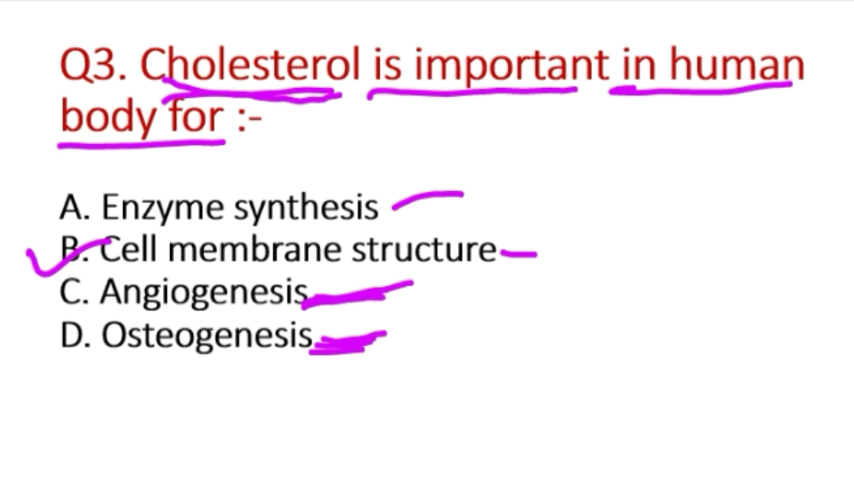 Q3. Cholesterol is important in human
body for :-
A. Enzyme synthesis
B. Cell membrane structure
C. Angiogenesis
D. Osteogenesis